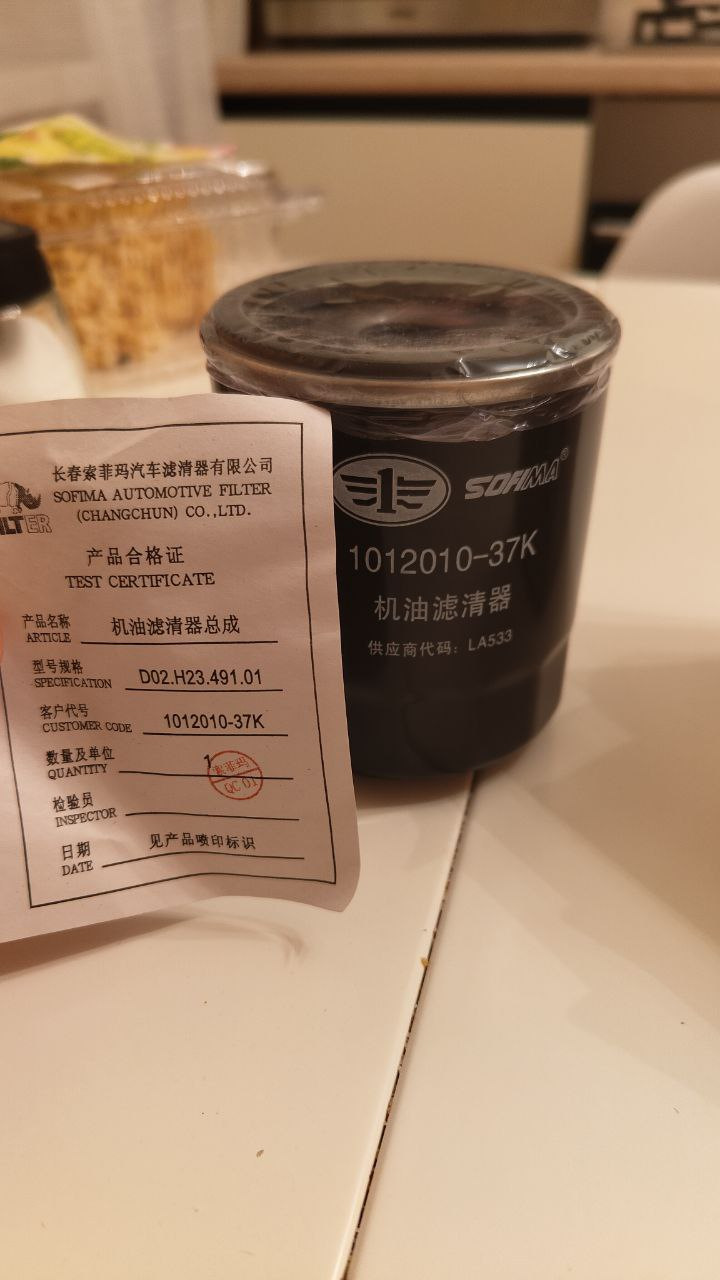 长春索菲玛汽车滤清器有限公司
SOFIMA AUTOMOTIVE FILTER
(CHANGCHUN) CO.,LTD.
产品合格证
TEST CERTIFICATE
产品名称
ARTICLE
机油滤清器总成
型号规格
SPECIFICATION
D02.H23.491.01
客户代号
CUSTOMER CODE
1012010-37K
数量及单位
QUANTITY
1
索菲玛
QC 01
检验员
INSPECTOR
日期
DATE
见产品喷印标识
1
SOFIMA®
1012010-37K
机油滤清器
供应商代码：LA533